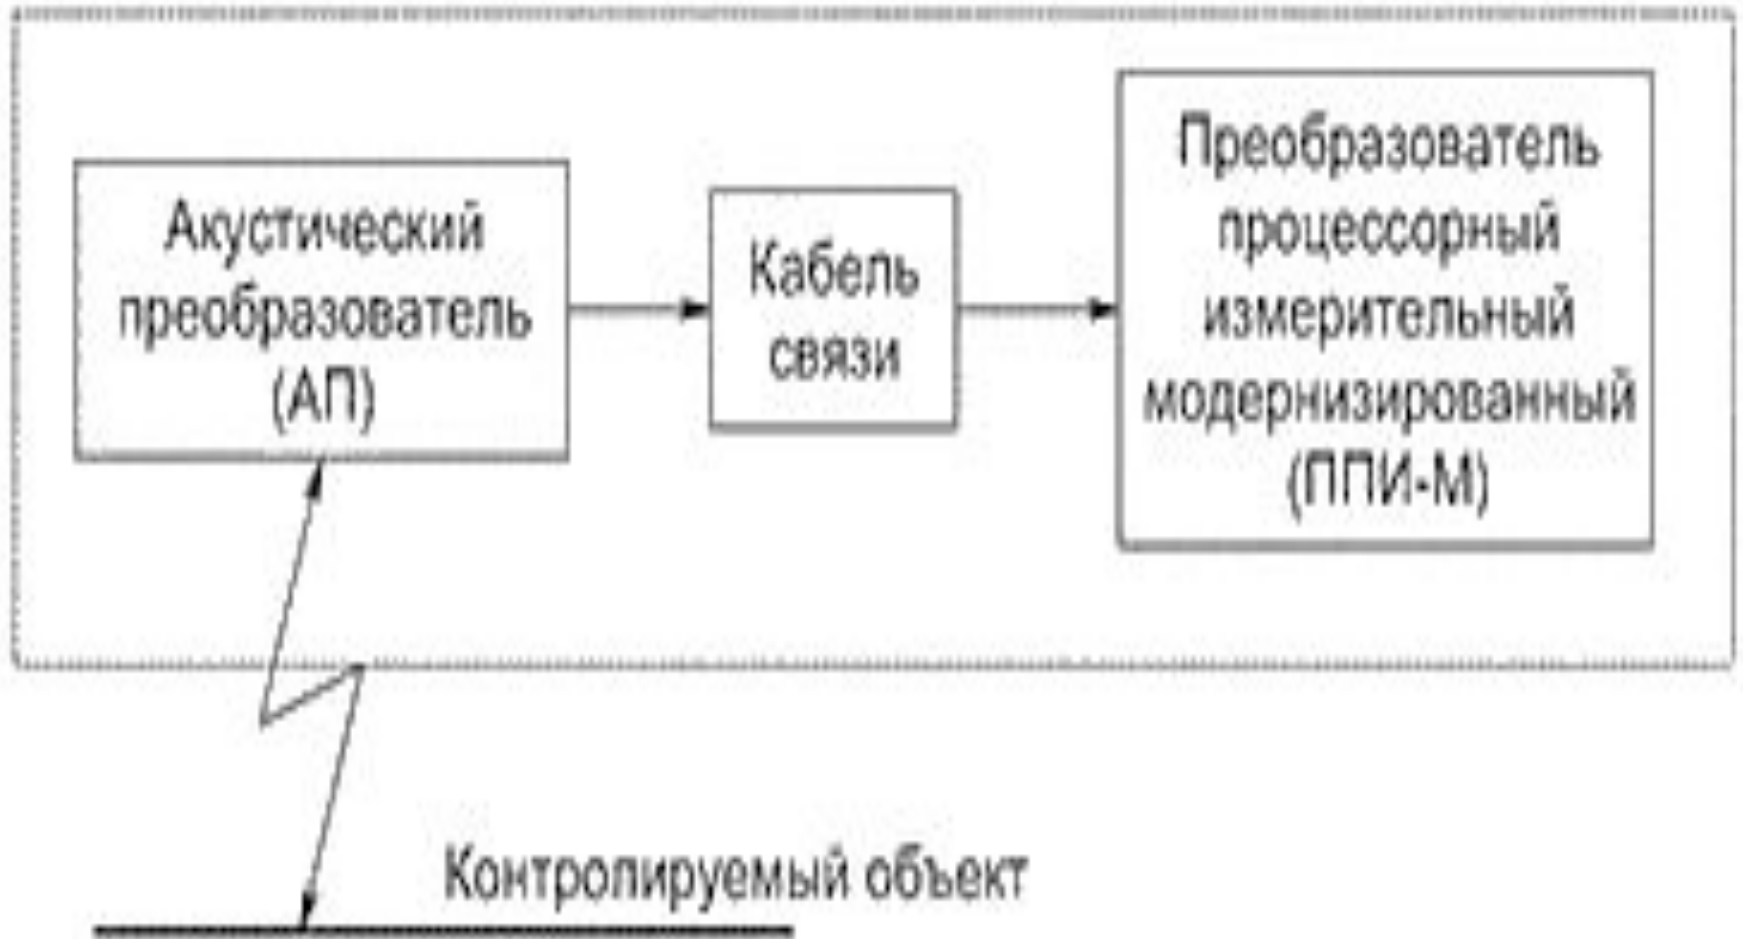 Акустический
преобразователь
(АП)
Кабель
связи
Преобразователь
процессорный
измерительный
модернизированный
(ППИ-М)
Контролируемый объект